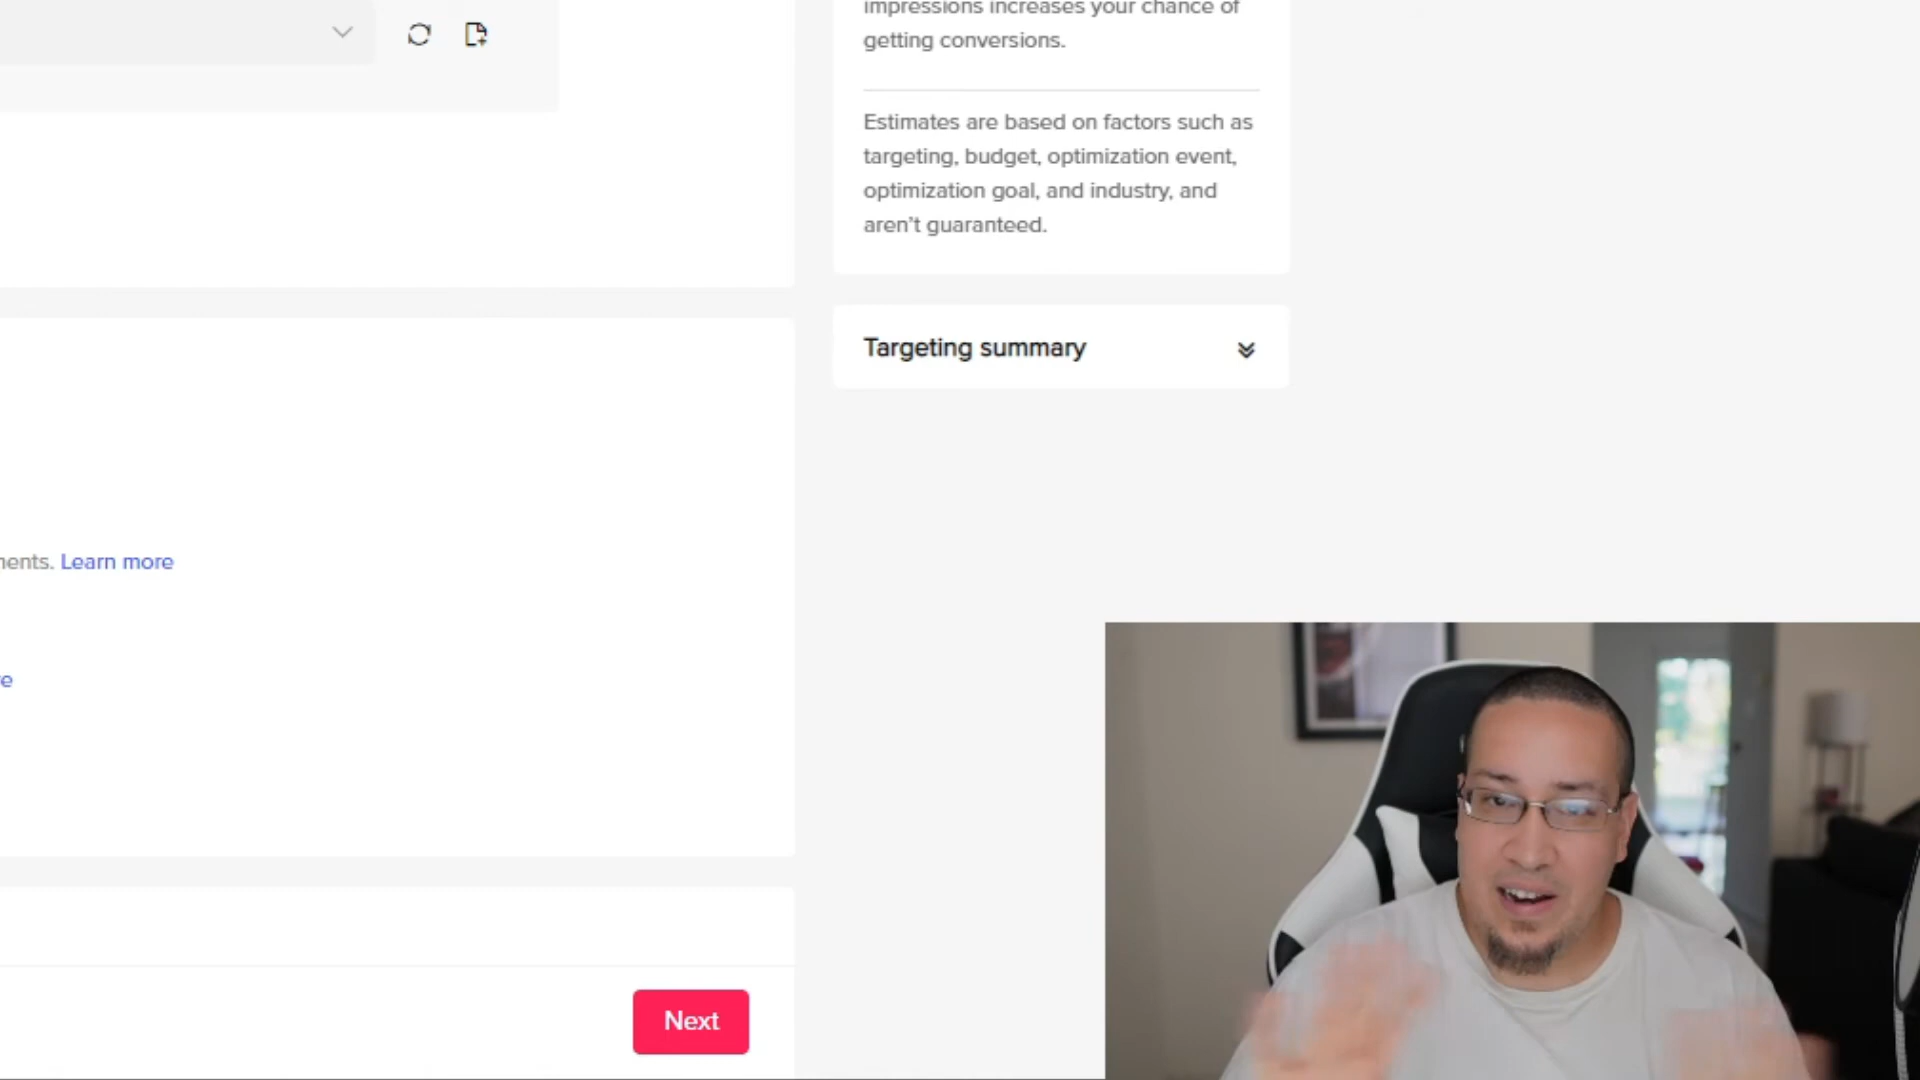 impressions increases your chance of
getting conversions.
Estimates are based on factors such as
targeting, budget, optimization event,
optimization goal, and industry, and
aren't guaranteed.
Targeting summary
Learn more
Next